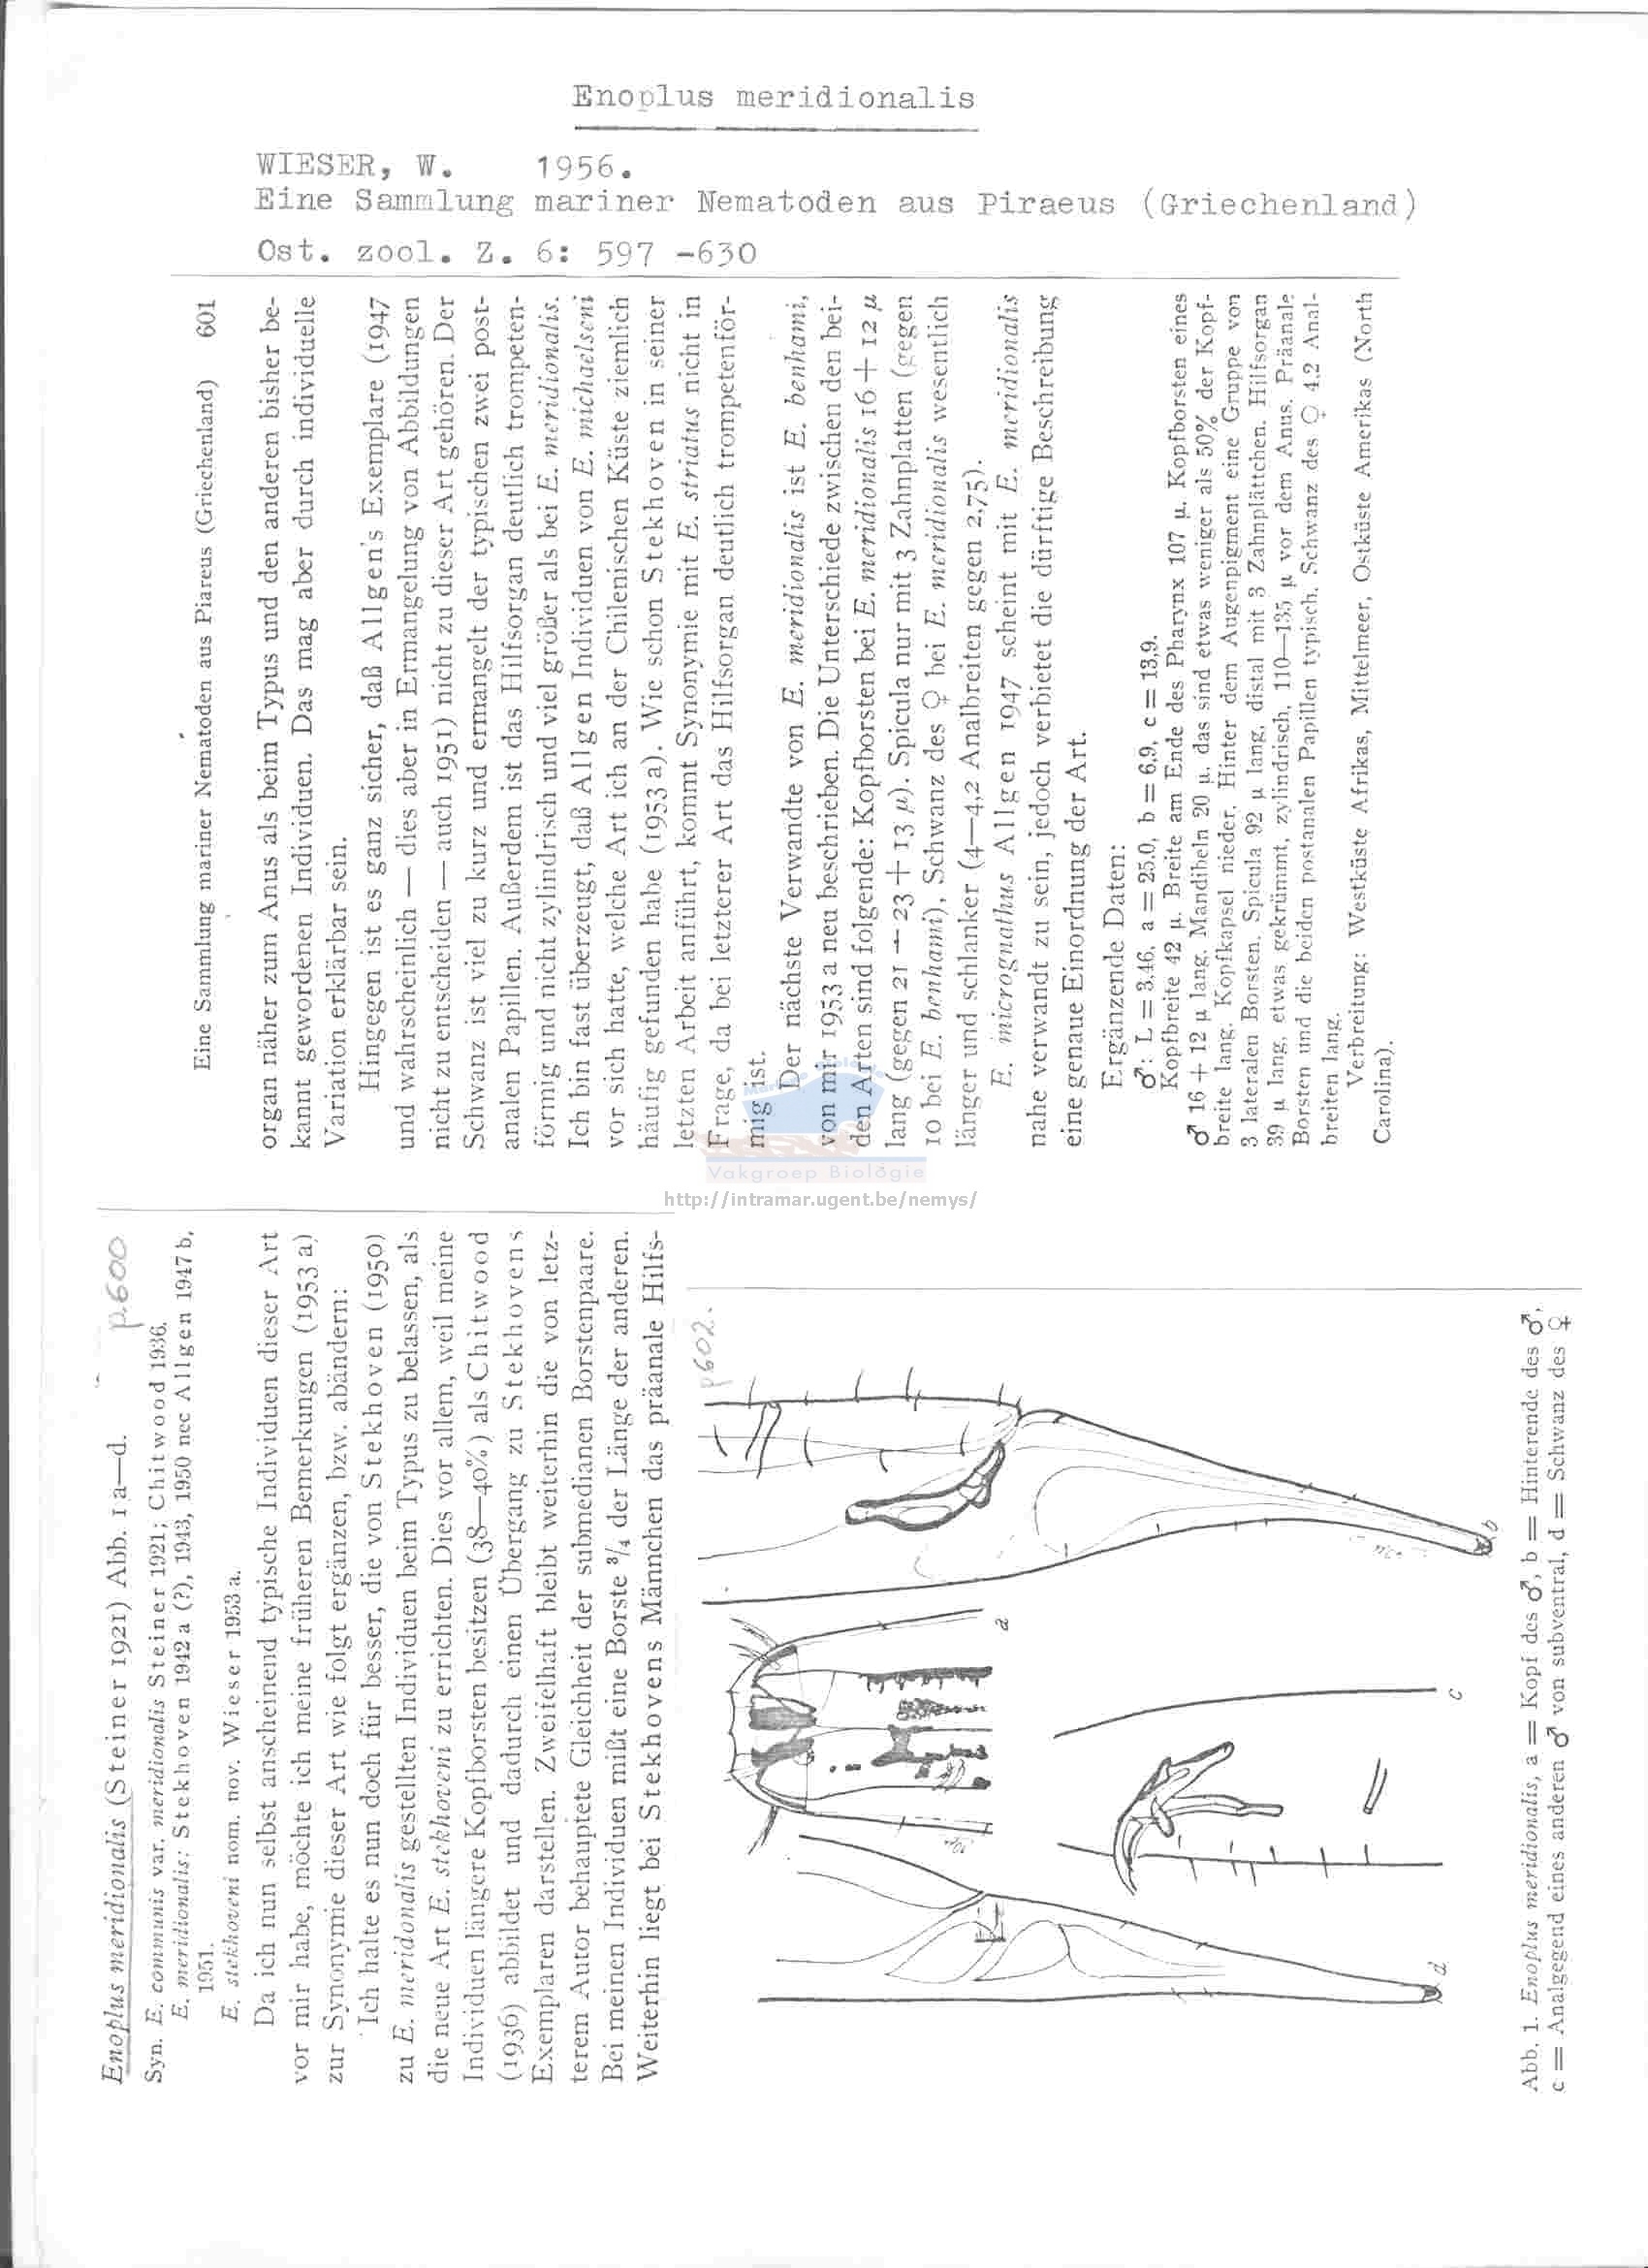 Enoplus meridionalis
WIESER, W. 1956.
Eine Sammlung mariner Nematoden aus Piraeus (Griechenland)
Ost. zool. Z. 6: 597 -630
p.600
Enoplus meridionalis (Steiner 1921) Abb. 1 a—d.
Syn. E. communis var. meridionalis Steiner 1921; Chitwood 1936.
E. meridionalis: Stekhoven 1942 a (?), 1943, 1950 nec Allgen 1947 b,
1951.
E. stekhoveni nom. nov. Wieser 1953 a.
Da ich nun selbst anscheinend typische Individuen dieser Art
vor mir habe, möchte ich meine früheren Bemerkungen (1953 a)
zur Synonymie dieser Art wie folgt ergänzen, bzw. abändern:
Ich halte es nun doch für besser, die von Stekhoven (1950)
zu E. meridonalis gestellten Individuen beim Typus zu belassen, als
die neue Art E. stekhoveni zu errichten. Dies vor allem, weil meine
Individuen längere Kopfborsten besitzen (38—40%) als Chitwood
(1936) abbildet und dadurch einen Übergang zu Stekhovens
Exemplaren darstellen. Zweifelhaft bleibt weiterhin die von letz-
terem Autor behauptete Gleichheit der submedianen Borstenpaare.
Bei meinen Individuen mißt eine Borste 3/4 der Länge der anderen.
Weiterhin liegt bei Stekhovens Männchen das präanale Hilfs-
Eine Sammlung mariner Nematoden aus Piareus (Griechenland) 601
organ näher zum Anus als beim Typus und den anderen bisher be-
kannt gewordenen Individuen. Das mag aber durch individuelle
Variation erklärbar sein.
Hingegen ist es ganz sicher, daß Allgen's Exemplare (1947
und wahrscheinlich — dies aber in Ermangelung von Abbildungen
nicht zu entscheiden — auch 1951) nicht zu dieser Art gehören. Der
Schwanz ist viel zu kurz und ermangelt der typischen zwei post-
analen Papillen. Außerdem ist das Hilfsorgan deutlich trompeten-
förmig und nicht zylindrisch und viel größer als bei E. meridionalis.
Ich bin fast überzeugt, daß Allgen Individuen von E. michaelseni
vor sich hatte, welche Art ich an der Chilenischen Küste ziemlich
häufig gefunden habe (1953 a). Wie schon Stekhoven in seiner
letzten Arbeit anführt, kommt Synonymie mit E. striatus nicht in
Frage, da bei letzterer Art das Hilfsorgan deutlich trompetenför-
mig ist.
Der nächste Verwandte von E. meridionalis ist E. benhami,
von mir 1953 a neu beschrieben. Die Unterschiede zwischen den bei-
den Arten sind folgende: Kopfborsten bei E. meridionalis 16 + 12 μ
lang (gegen 21 — 23 + 13 μ). Spicula nur mit 3 Zahnplatten (gegen
10 bei E. benhami), Schwanz des ♀ bei E. meridionalis wesentlich
länger und schlanker (4—4,2 Analbreiten gegen 2,75).
E. micrognathus Allgen 1947 scheint mit E. meridionalis
nahe verwandt zu sein, jedoch verbietet die dürftige Beschreibung
eine genaue Einordnung der Art.
Ergänzende Daten:
♂: L = 3.46, a = 25.0, b = 6,9, c = 13,9.
Kopfbreite 42 μ. Breite am Ende des Pharynx 107 μ. Kopfborsten eines
♂ 16 + 12 μ lang, Mandibeln 20 μ, das sind etwas weniger als 50% der Kopf-
breite lang. Kopfkapsel nieder. Hinter dem Augenpigment eine Gruppe von
3 lateralen Borsten. Spicula 92 μ lang, distal mit 3 Zahnplättchen. Hilfsorgan
39 μ lang, etwas gekrümmt, zylindrisch, 110—135 μ vor dem Anus. Präanale
Borsten und die beiden postanalen Papillen typisch. Schwanz des ♀ 4,2 Anal-
breiten lang.
Verbreitung: Westküste Afrikas, Mittelmeer, Ostküste Amerikas (North
Carolina).
Vakgroep Biologie
http://intramar.ugent.be/nemys/
p602.
a
b
c
d
Abb. 1. Enoplus meridionalis, a = Kopf des ♂, b = Hinterende des ♂,
c = Analgegend eines anderen ♂ von subventral, d = Schwanz des ♀